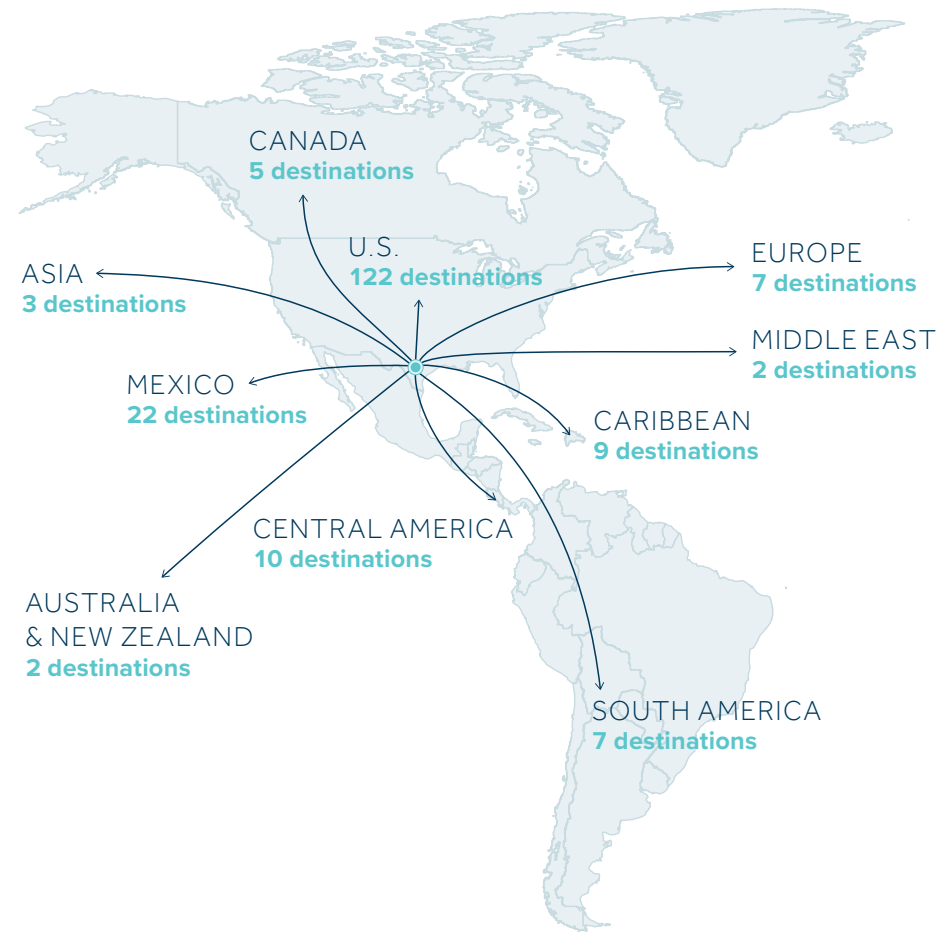 CANADA
5 destinations
U.S.
122 destinations
ASIA
3 destinations
EUROPE
7 destinations
MIDDLE EAST
2 destinations
MEXICO
22 destinations
CARIBBEAN
9 destinations
CENTRAL AMERICA
10 destinations
AUSTRALIA
& NEW ZEALAND
2 destinations
SOUTH AMERICA
7 destinations